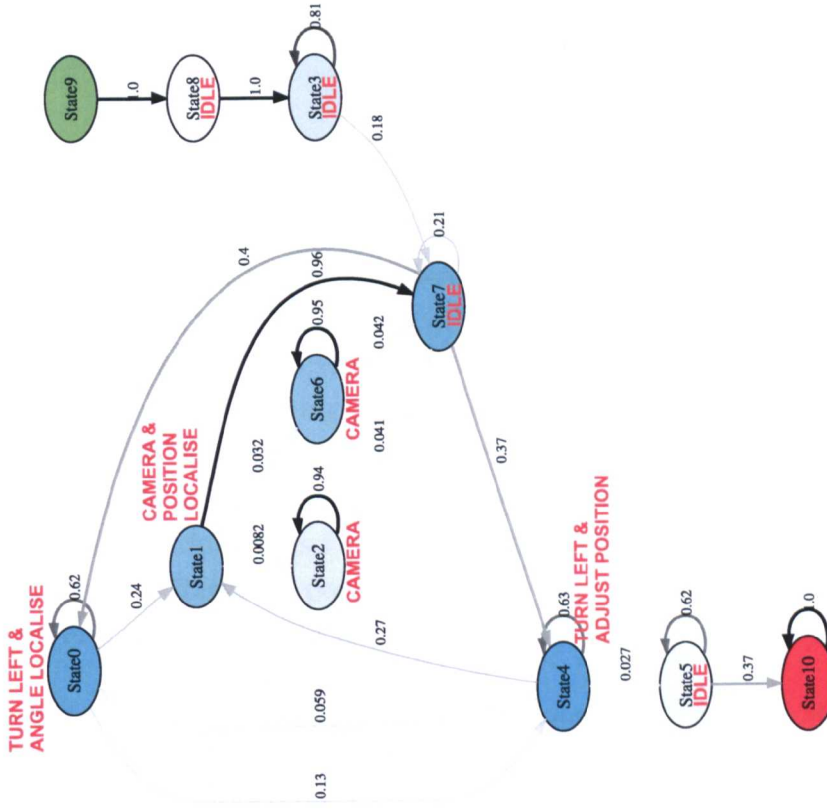 State9
1.0
State8
IDLE
1.0
State3
IDLE
0.81
0.18
TURN LEFT &
ANGLE LOCALISE
State0
0.62
0.24
0.4
CAMERA &
POSITION
LOCALISE
State1
0.96
0.032
0.0082
State6
0.95
CAMERA
State2
0.94
CAMERA
0.042
0.041
State7
IDLE
0.21
0.37
0.27
0.059
0.13
State4
0.63
TURN LEFT &
ADJUST POSITION
0.027
State5
IDLE
0.62
0.37
State10
1.0